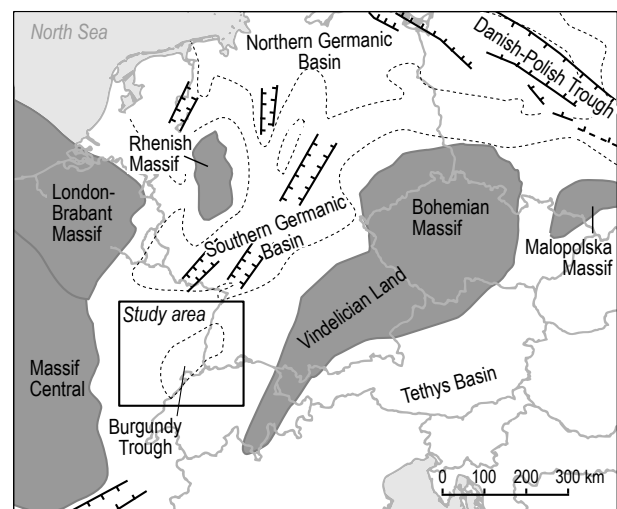 North Sea
Northern Germanic
Basin
Danish-Polish Trough
Rhenish
Massif
London-
Brabant
Massif
Southern Germanic
Basin
Bohemian
Massif
Malopolska
Massif
Study area
Vindelician Land
Massif
Central
Tethys Basin
Burgundy
Trough
0 100 200 300 km